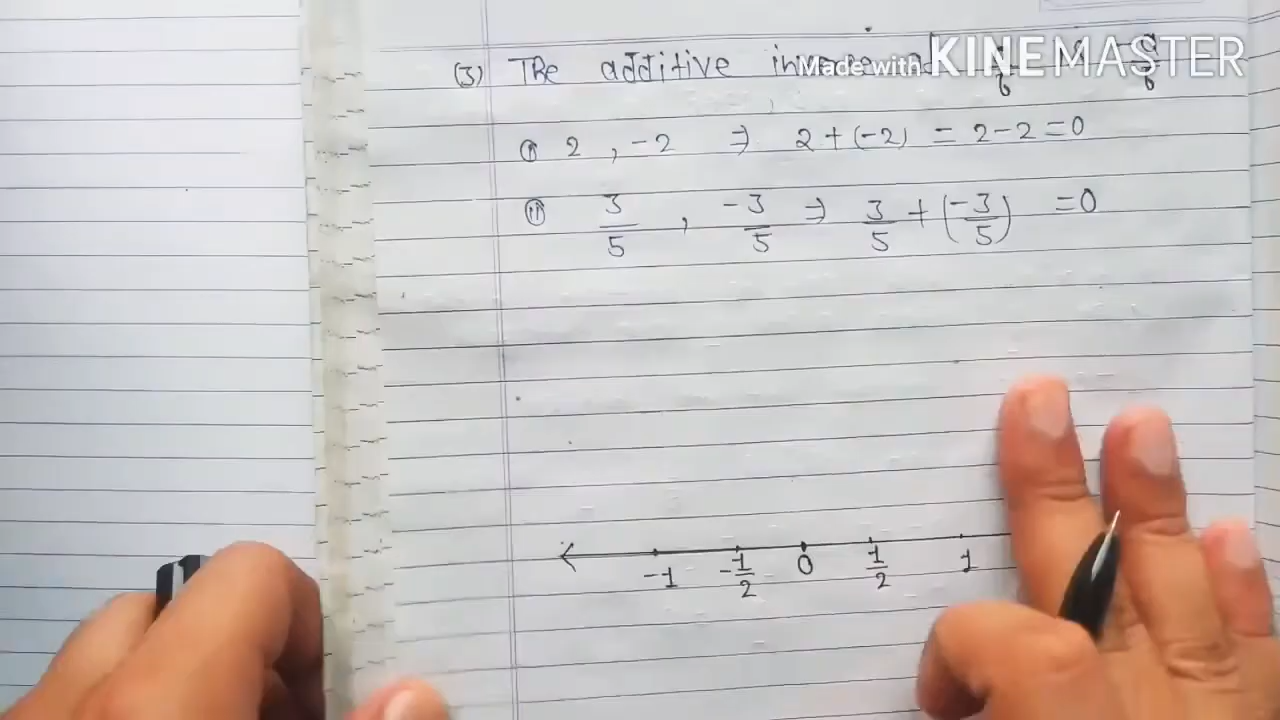 Made with KINEMASTER
(3) The additive
(i) 2 , -2 ⇒ 2 + (-2) = 2 - 2 = 0
(ii) 3/5 , -3/5 ⇒ 3/5 + (-3/5) = 0
-1 -1/2 0 1/2 1